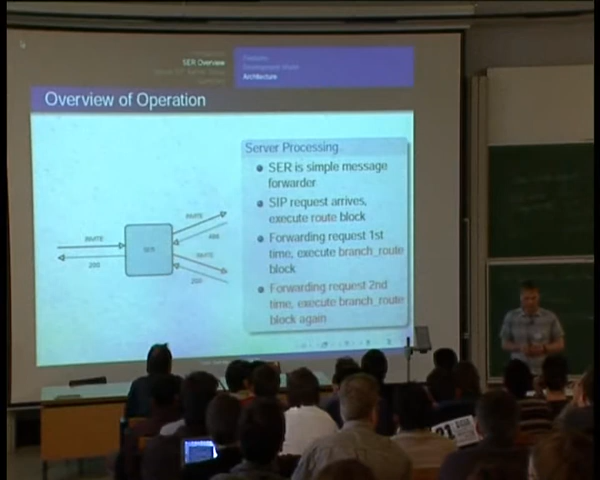 SER Overview
Architecture
Overview of Operation
Server Processing
SER is simple message
forwarder
SIP request arrives,
execute route block
Forwarding request 1st
time, execute branch_route
block
Forwarding request 2nd
time, execute branch_route
block again
INVITE
200
SER
INVITE
INVITE
200